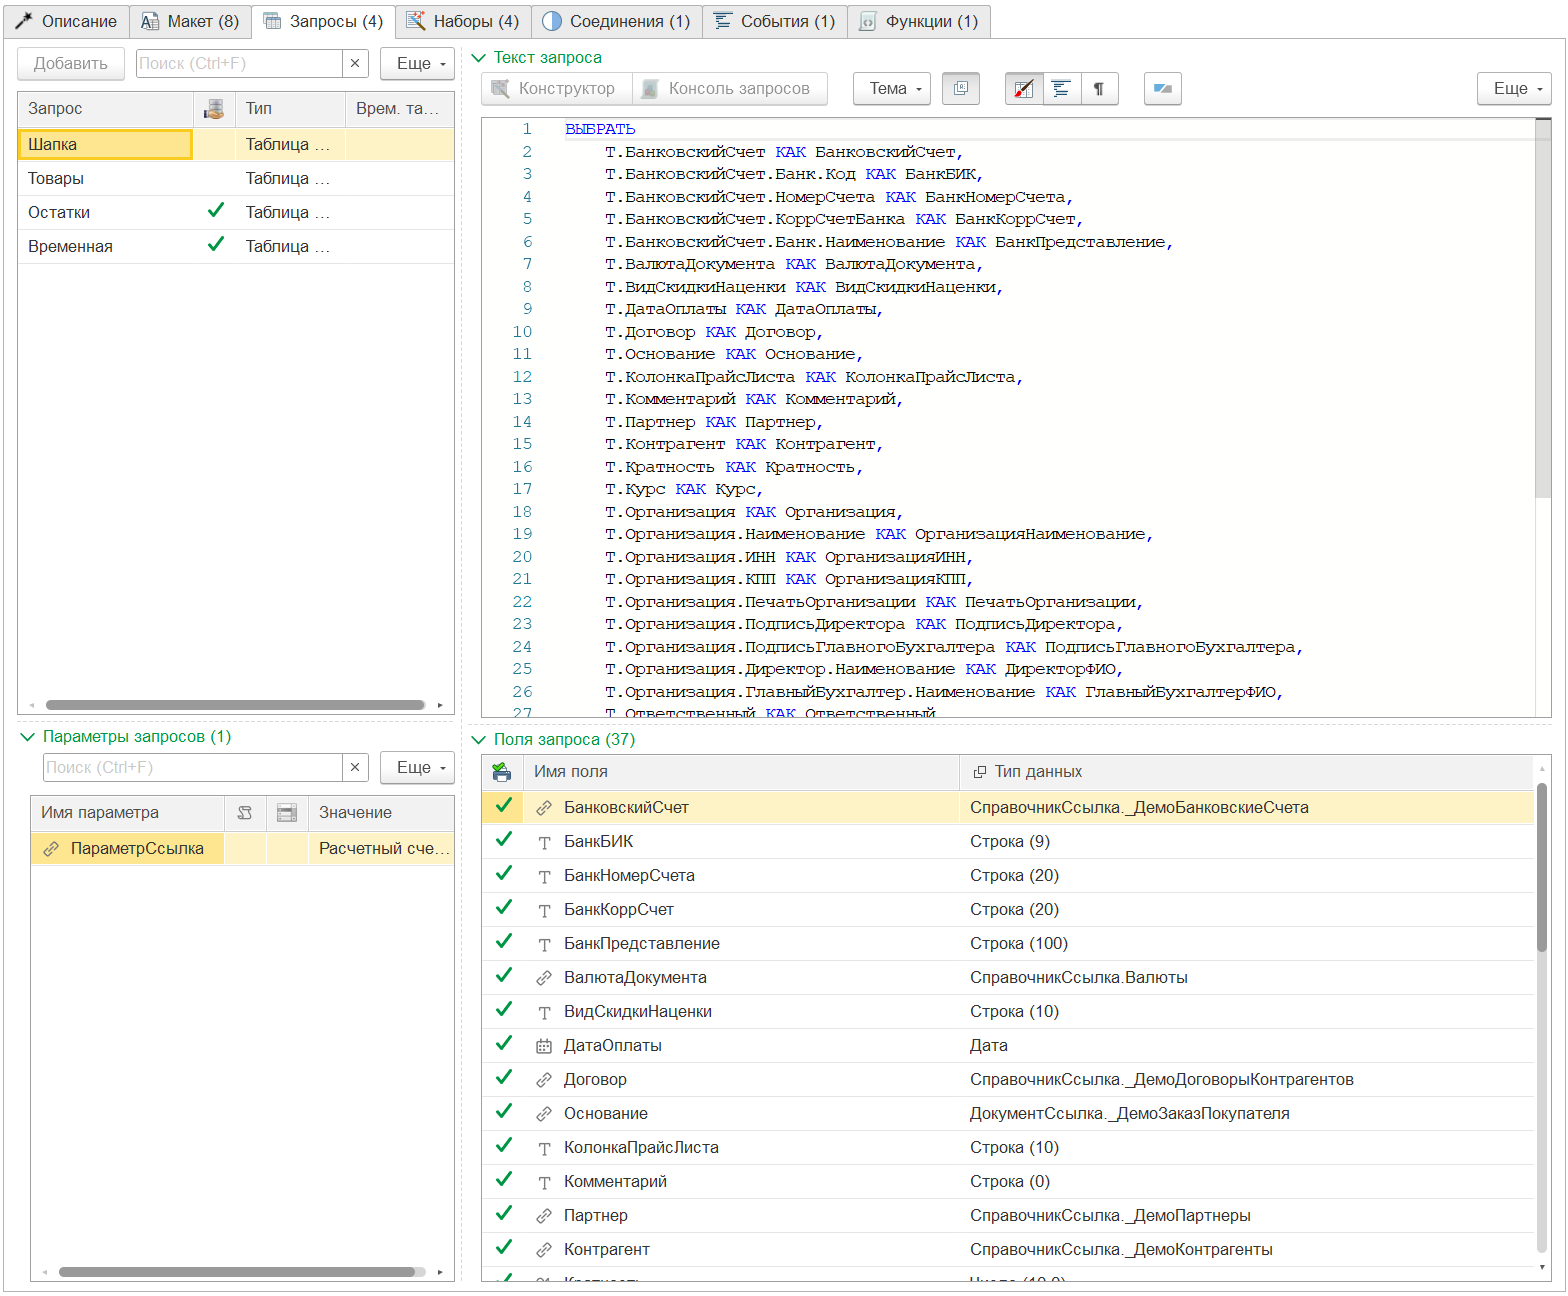 Описание
Макет (8)
Запросы (4)
Наборы (4)
Соединения (1)
События (1)
Функции (1)
Добавить
Поиск (Ctrl+F)
×
Еще
Запрос
Тип
Врем. та...
Шапка
Таблица ...
Товары
Таблица ...
Остатки
Таблица ...
Временная
Таблица ...
Параметры запросов (1)
Поиск (Ctrl+F)
×
Еще
Имя параметра
Значение
ПараметрСсылка
Расчетный сче...
Текст запроса
Конструктор
Консоль запросов
Тема
Еще
1 ВЫБРАТЬ
2 Т.БанковскийСчет КАК БанковскийСчет,
3 Т.БанковскийСчет.Банк.Код КАК БанкБИК,
4 Т.БанковскийСчет.НомерСчета КАК БанкНомерСчета,
5 Т.БанковскийСчет.КоррСчетБанка КАК БанкКоррСчет,
6 Т.БанковскийСчет.Банк.Наименование КАК БанкПредставление,
7 Т.ВалютаДокумента КАК ВалютаДокумента,
8 Т.ВидСкидкиНаценки КАК ВидСкидкиНаценки,
9 Т.ДатаОплаты КАК ДатаОплаты,
10 Т.Договор КАК Договор,
11 Т.Основание КАК Основание,
12 Т.КолонкаПрайсЛиста КАК КолонкаПрайсЛиста,
13 Т.Комментарий КАК Комментарий,
14 Т.Партнер КАК Партнер,
15 Т.Контрагент КАК Контрагент,
16 Т.Кратность КАК Кратность,
17 Т.Курс КАК Курс,
18 Т.Организация КАК Организация,
19 Т.Организация.Наименование КАК ОрганизацияНаименование,
20 Т.Организация.ИНН КАК ОрганизацияИНН,
21 Т.Организация.КПП КАК ОрганизацияКПП,
22 Т.Организация.ПечатьОрганизации КАК ПечатьОрганизации,
23 Т.Организация.ПодписьДиректора КАК ПодписьДиректора,
24 Т.Организация.ПодписьГлавногоБухгалтера КАК ПодписьГлавногоБухгалтера,
25 Т.Организация.Директор.Наименование КАК ДиректорФИО,
26 Т.Организация.ГлавныйБухгалтер.Наименование КАК ГлавныйБухгалтерФИО,
27 Т.Ответственный КАК Ответственный
Поля запроса (37)
Имя поля
Тип данных
БанковскийСчет
СправочникСсылка._ДемоБанковскиеСчета
БанкБИК
Строка (9)
БанкНомерСчета
Строка (20)
БанкКоррСчет
Строка (20)
БанкПредставление
Строка (100)
ВалютаДокумента
СправочникСсылка.Валюты
ВидСкидкиНаценки
Строка (10)
ДатаОплаты
Дата
Договор
СправочникСсылка._ДемоДоговорыКонтрагентов
Основание
ДокументСсылка._ДемоЗаказПокупателя
КолонкаПрайсЛиста
Строка (10)
Комментарий
Строка (0)
Партнер
СправочникСсылка._ДемоПартнеры
Контрагент
СправочникСсылка._ДемоКонтрагенты
Кратность
Число (10,0)